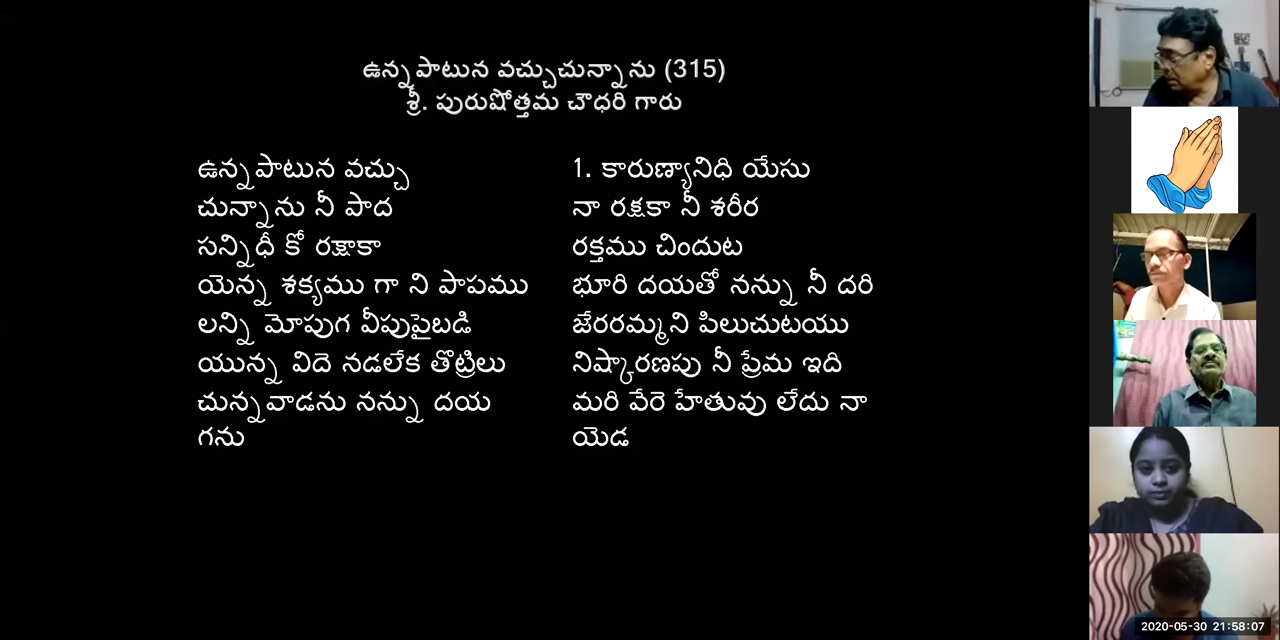 ఉన్నపాటున వచ్చుచున్నాను (315)
శ్రీ. పురుషోత్తమ చౌధరి గారు
ఉన్నపాటున వచ్చు
చున్నాను నీ పాద
సన్నిధీ కో రక్షకా
యెన్న శక్యము గా ని పాపము
లన్ని మోపుగ వీపుపైబడి
యున్న విదె నడలేక తొట్రిలు
చున్నవాడను నన్ను దయ
గను
1. కారుణ్యానిధి యేసు
నా రక్షకా నీ శరీర
రక్తము చిందుట
భూరి దయతో నన్ను నీ దరి
జేరరమ్మని పిలుచుటయు
నిష్కారణపు నీ ప్రేమ ఇది
మరి వేరె హేతువు లేదు నా
యెడ
2020-05-30 21:58:07